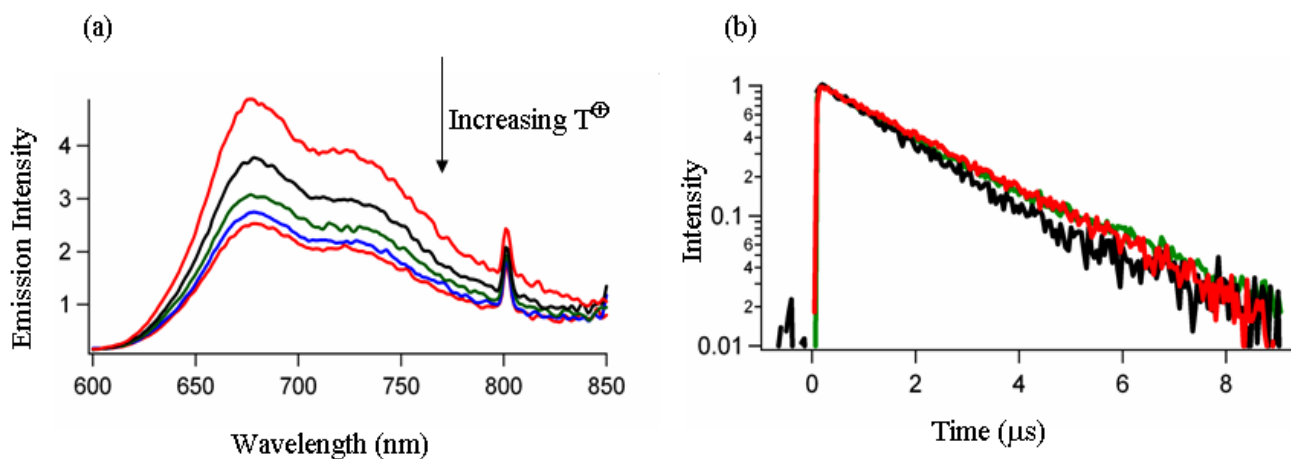 (a)
Emission Intensity
4
3
2
1
Increasing T⊕
600 650 700 750 800 850
Wavelength (nm)
(b)
Intensity
1
6
4
2
0.1
6
4
2
0.01
0 2 4 6 8
Time (μs)